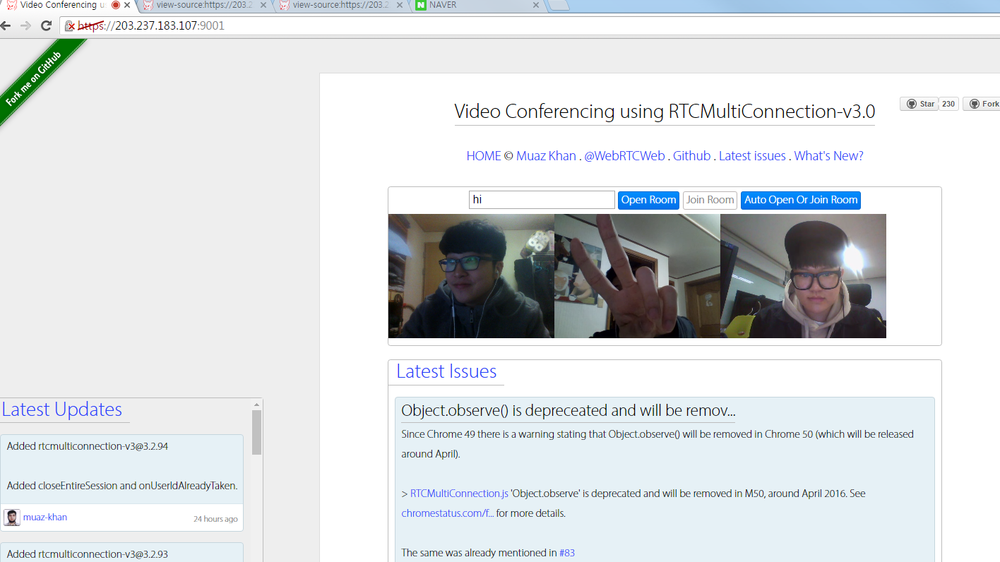 Video Conferencing u
view-source:https://203.2
view-source:https://203.2
NAVER
https://203.237.183.107:9001
Fork me on GitHub
Star 230 Fork
Video Conferencing using RTCMultiConnection-v3.0
HOME © Muaz Khan . @WebRTCWeb . Github . Latest issues . What's New?
hi Open Room Join Room Auto Open Or Join Room
Latest Issues
Object.observe() is depreceated and will be remov...
Since Chrome 49 there is a warning stating that Object.observe() will be removed in Chrome 50 (which will be released
around April).
> RTCMultiConnection.js 'Object.observe' is deprecated and will be removed in M50, around April 2016. See
chromestatus.com/f... for more details.
The same was already mentioned in #83
Latest Updates
Added rtcmulticonnection-v3@3.2.94
Added closeEntireSession and onUserIdAlreadyTaken.
muaz-khan 24 hours ago
Added rtcmulticonnection-v3@3.2.93